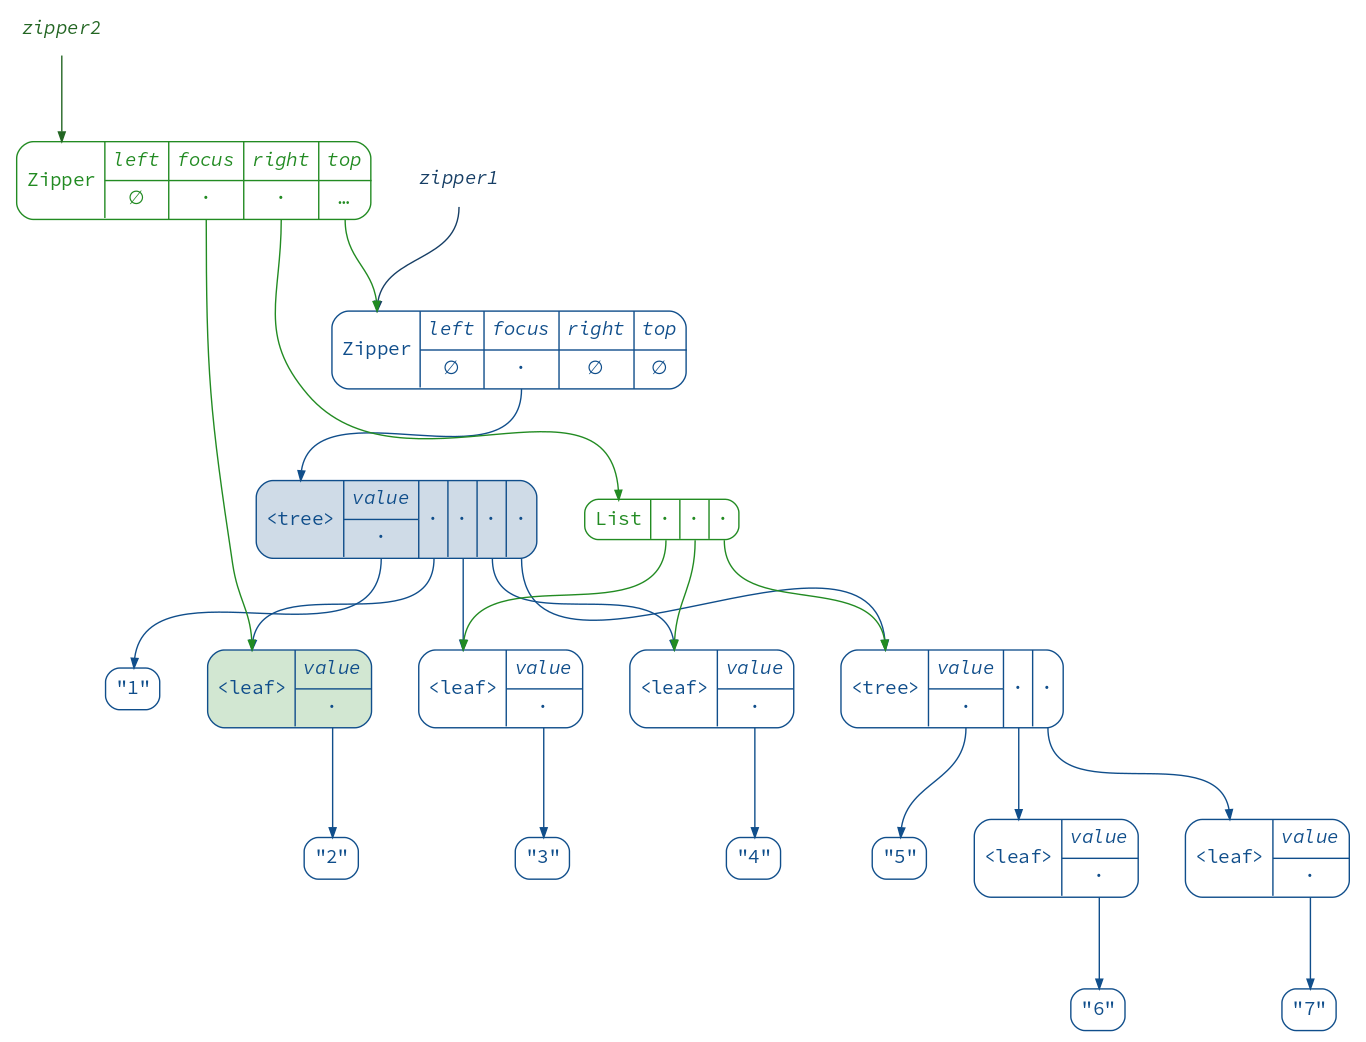 zipper2
left focus right top
Zipper
∅ · · …
zipper1
left focus right top
Zipper
∅ · ∅ ∅
value
<tree> · · · ·
·
List · · ·
value
<leaf>
·
value
<leaf>
·
value
<leaf>
·
value
<tree> · ·
·
"1"
"2"
"3"
"4"
"5"
value
<leaf>
·
value
<leaf>
·
"6"
"7"